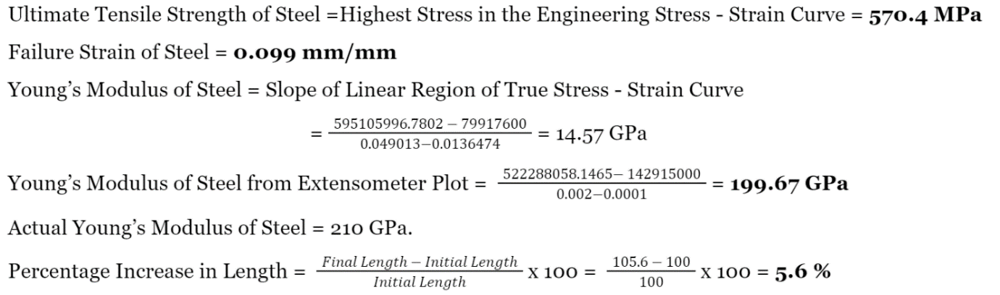 Ultimate Tensile Strength of Steel =Highest Stress in the Engineering Stress - Strain Curve = 570.4 MPa
Failure Strain of Steel = 0.099 mm/mm
Young’s Modulus of Steel = Slope of Linear Region of True Stress - Strain Curve
= \frac{595105996.7802 − 79917600}{0.049013−0.0136474} = 14.57 GPa
Young’s Modulus of Steel from Extensometer Plot = \frac{522288058.1465− 142915000}{0.002−0.0001} = 199.67 GPa
Actual Young’s Modulus of Steel = 210 GPa.
Percentage Increase in Length = \frac{Final Length − Initial Length}{Initial Length} X 100 = \frac{105.6 − 100}{100} X 100 = 5.6 %